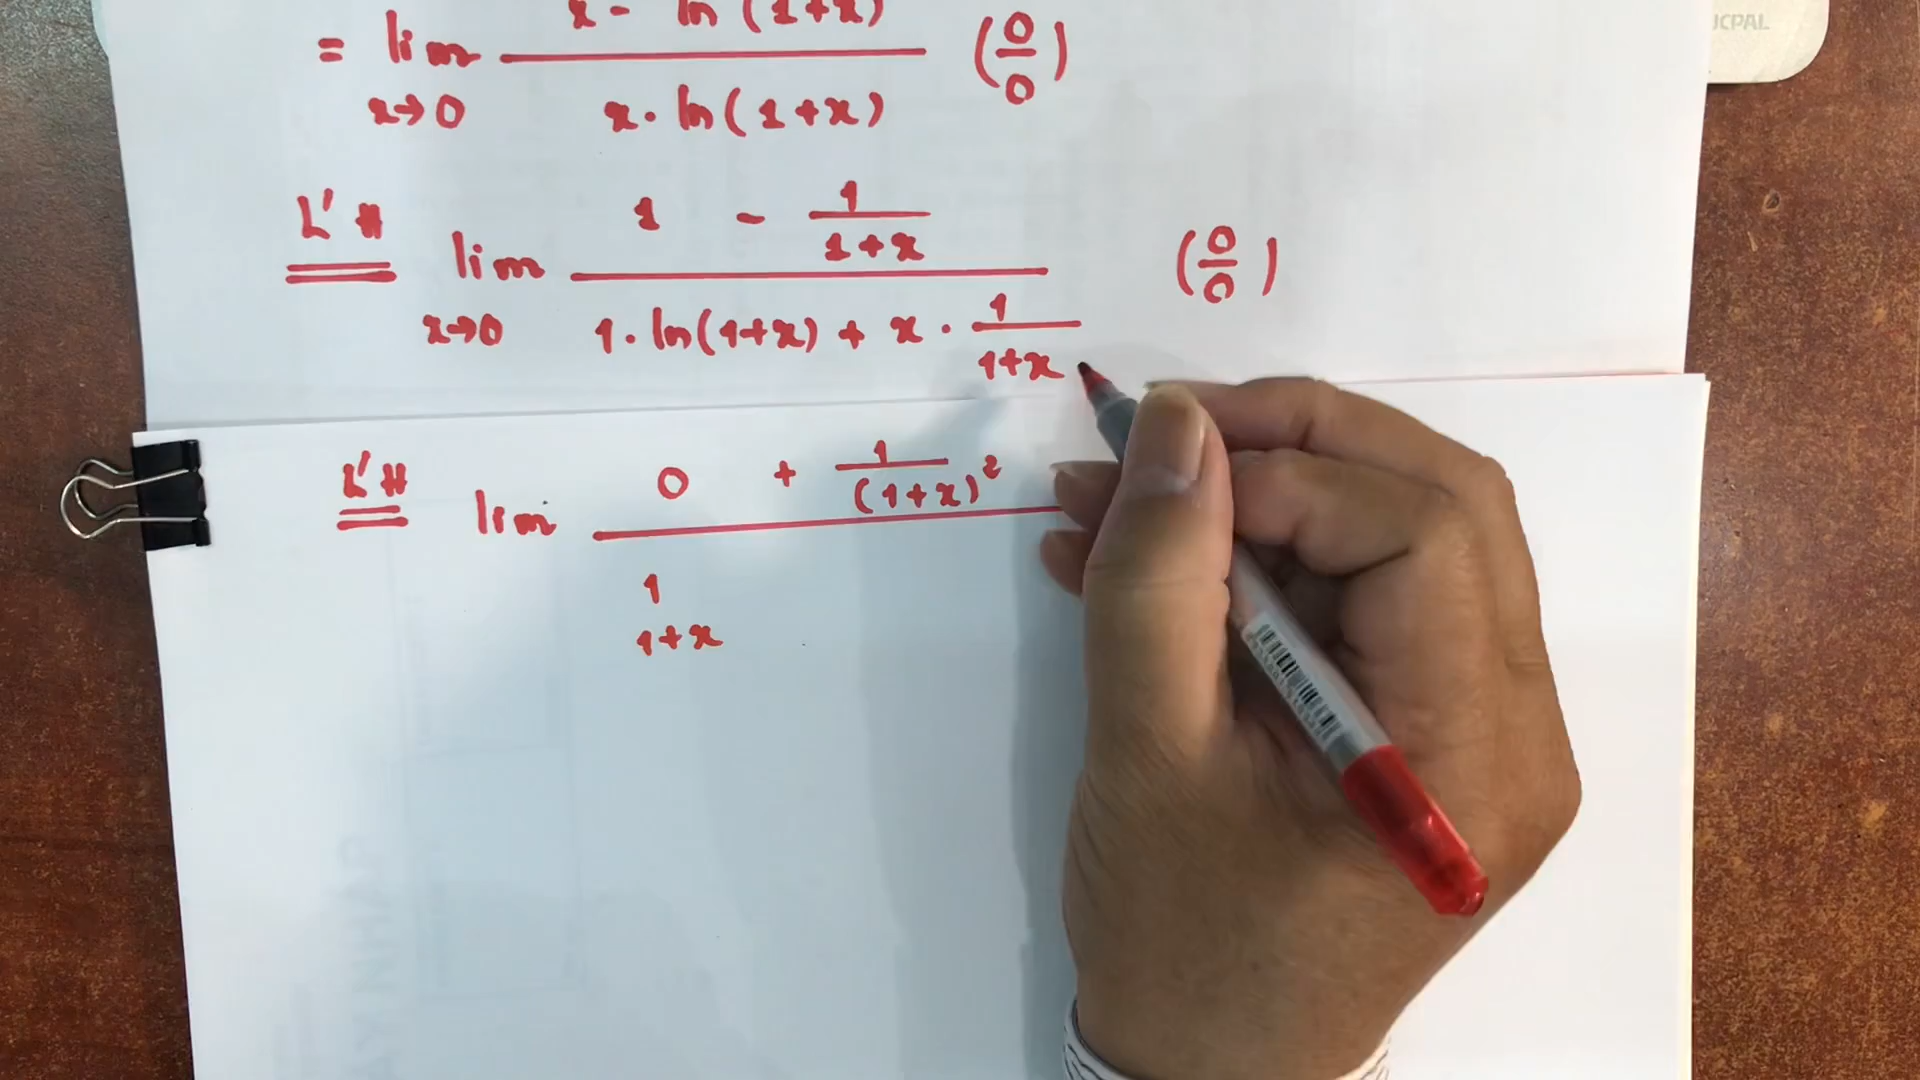 x - ln (1+x)
= lim ――― (0/0)
x→0 x · ln (1+x)
L'H lim 1 - 1/(1+x) (0/0)
x→0 1 · ln(1+x) + x · 1/(1+x)
L'H lim 0 + 1/(1+x)²
1
1+x
JCPAL